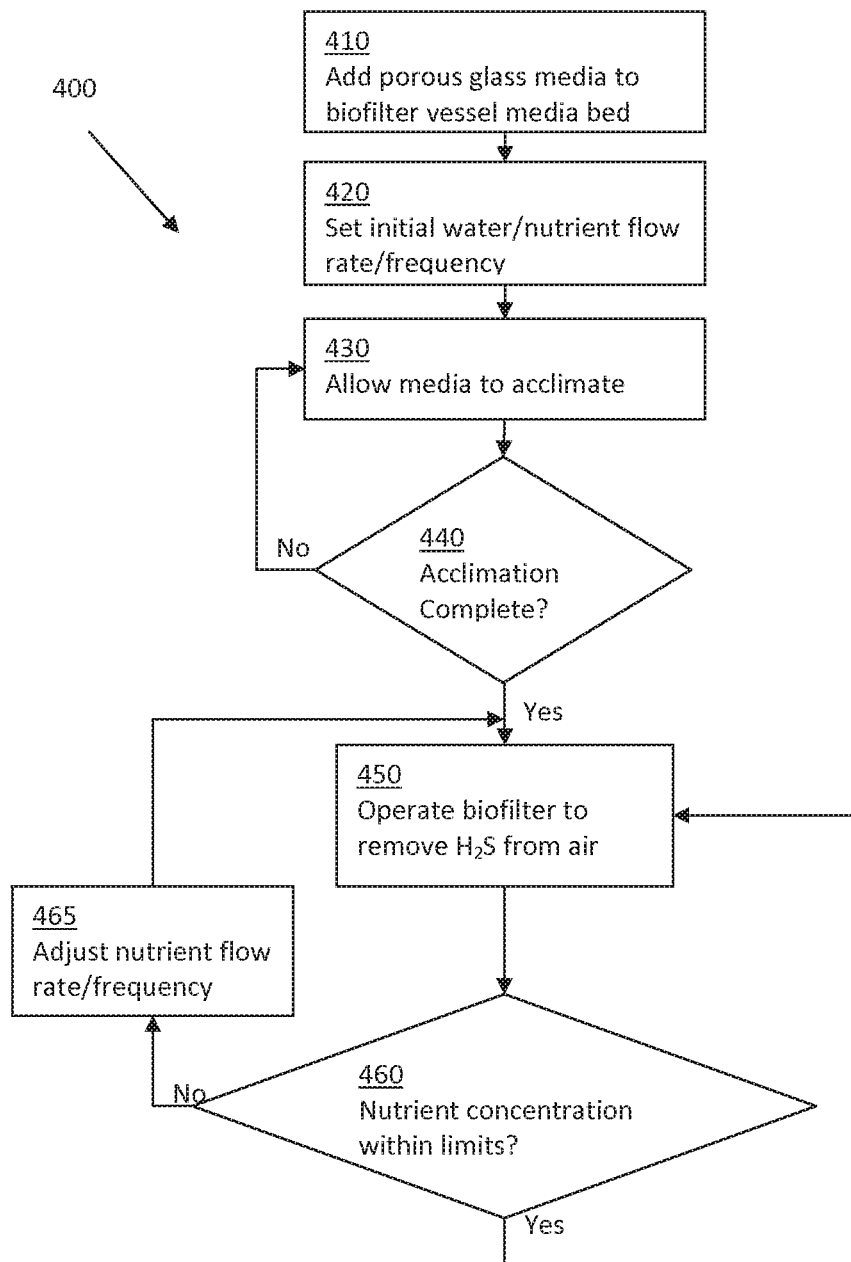 410
Add porous glass media to
biofilter vessel media bed
400
420
Set initial water/nutrient flow
rate/frequency
430
Allow media to acclimate
No
440
Acclimation
Complete?
Yes
450
Operate biofilter to
remove H₂S from air
465
Adjust nutrient flow
rate/frequency
No
460
Nutrient concentration
within limits?
Yes